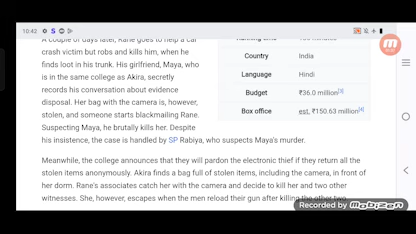 10:42
A couple of days later, Rane goes to help a car
crash victim but robs and kills him, when he
finds loot in his trunk. His girlfriend, Maya, who
is in the same college as Akira, secretly
records his conversation about evidence
disposal. Her bag with the camera is, however,
stolen, and someone starts blackmailing Rane.
Suspecting Maya, he brutally kills her. Despite
his insistence, the case is handled by SP Rabiya, who suspects Maya's murder.
Country India
Language Hindi
Budget ₹36.0 million[3]
Box office est. ₹150.63 million[4]
Meanwhile, the college announces that they will pardon the electronic thief if they return all the
stolen items anonymously. Akira finds a bag full of stolen items, including the camera, in front of
her dorm. Rane's associates catch her with the camera and decide to kill her and two other
witnesses. She, however, escapes when the men reload their gun after killing the other two
Recorded by Mobizen